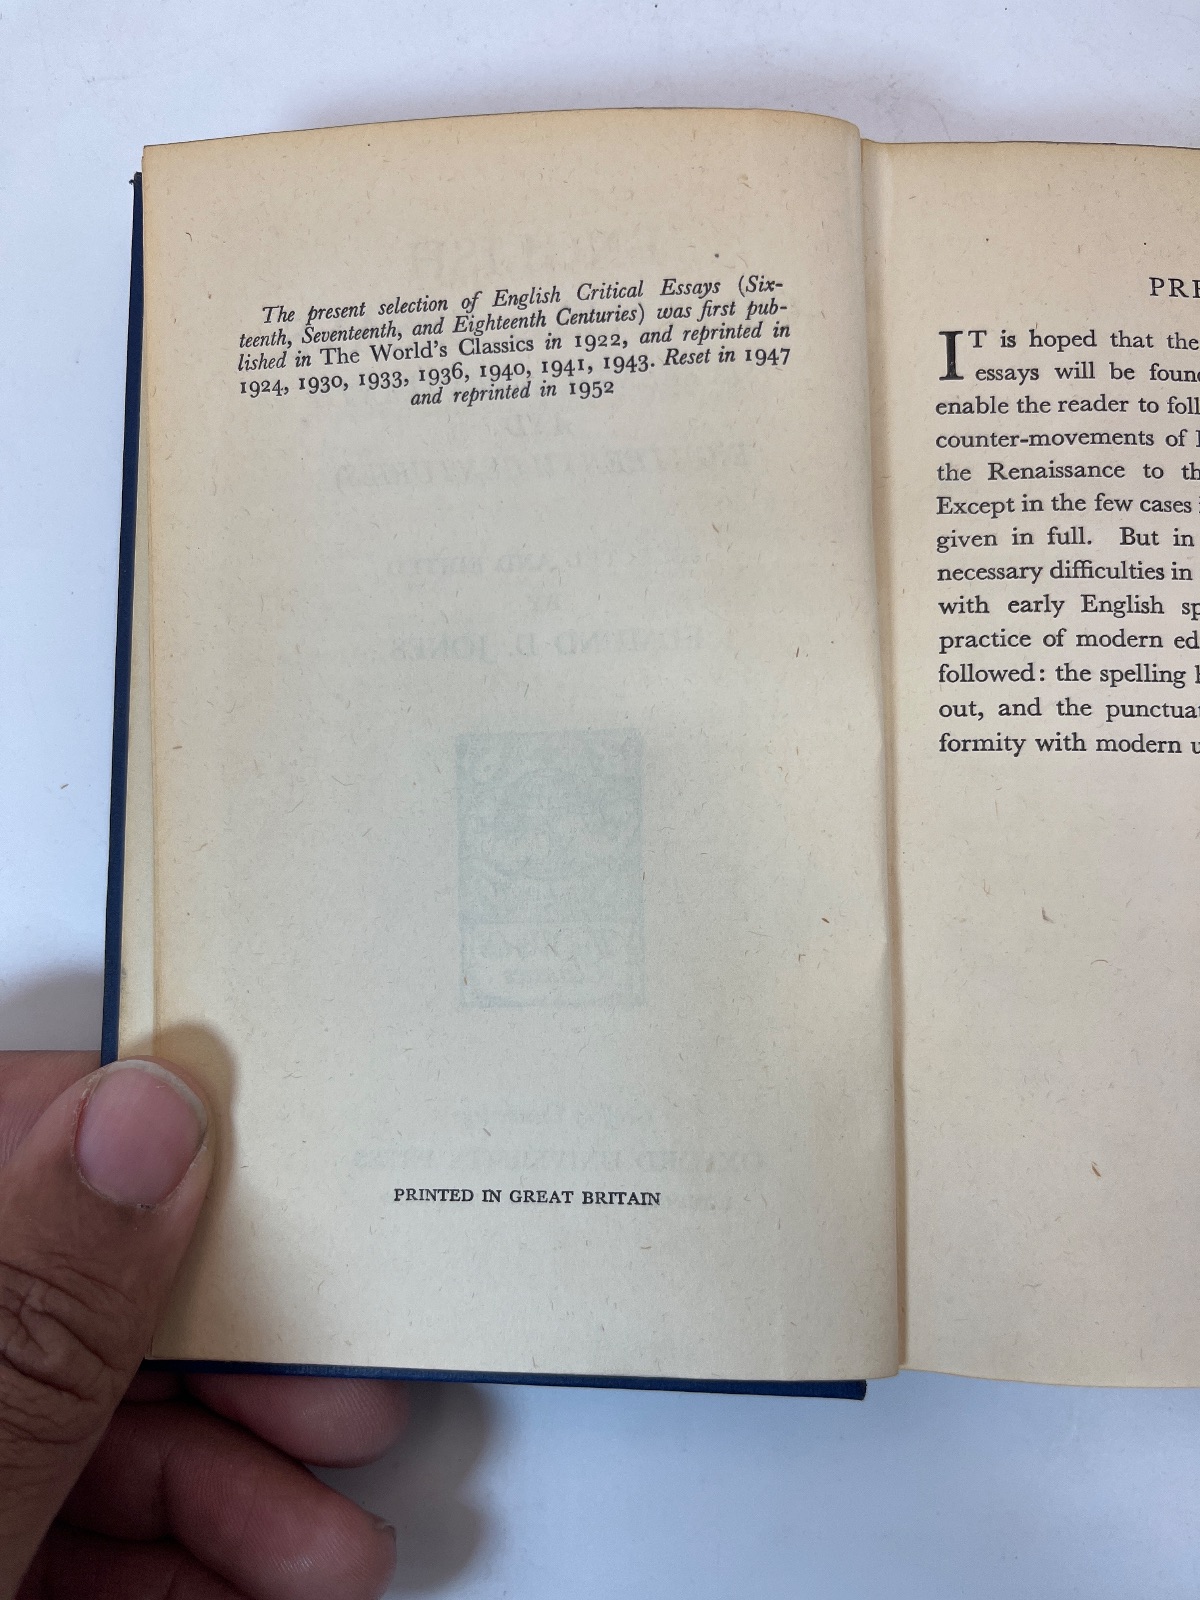 The present selection of English Critical Essays (Six-
teenth, Seventeenth, and Eighteenth Centuries) was first pub-
lished in The World's Classics in 1922, and reprinted in
1924, 1930, 1933, 1936, 1940, 1941, 1943. Reset in 1947
and reprinted in 1952
PRINTED IN GREAT BRITAIN
PRE
IT is hoped that the
essays will be found
enable the reader to foll
counter-movements of
the Renaissance to th
Except in the few cases
given in full. But in
necessary difficulties in
with early English sp
practice of modern ed
followed: the spelling
out, and the punctuat
formity with modern u